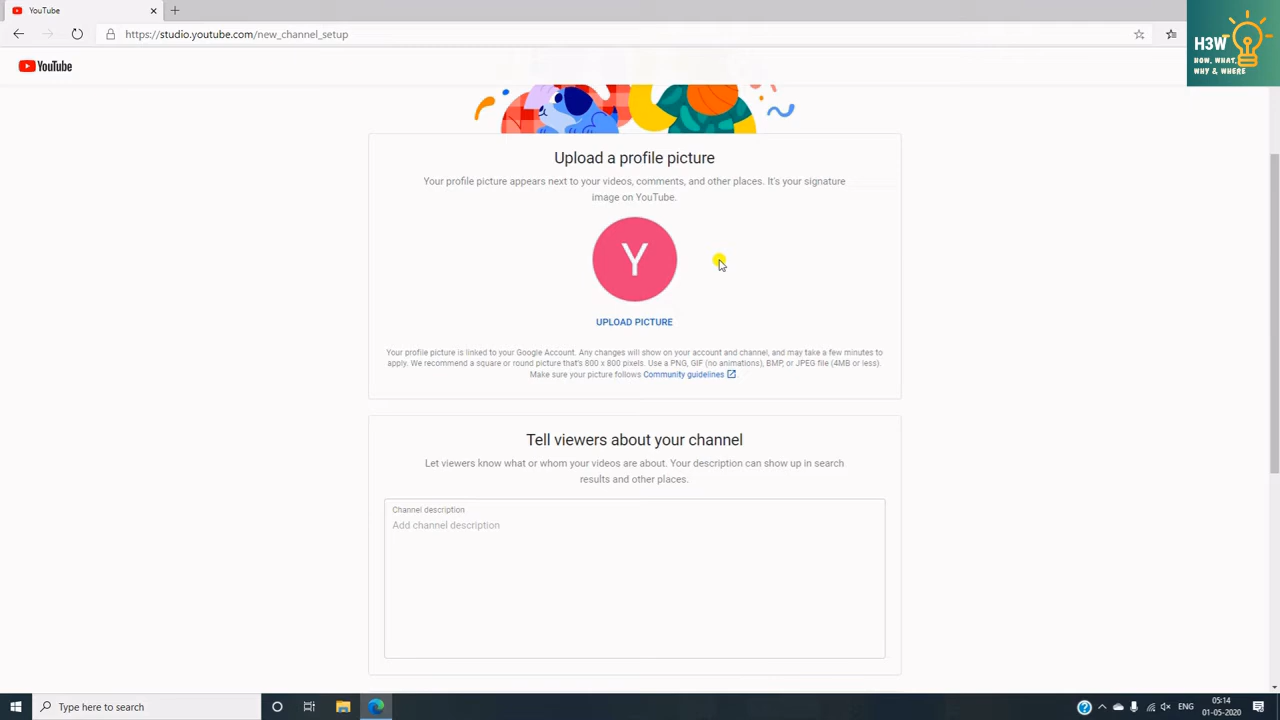 YouTube
https://studio.youtube.com/new_channel_setup
H3W
HOW, WHAT,
WHY & WHERE
YouTube
Upload a profile picture
Your profile picture appears next to your videos, comments, and other places. It's your signature
image on YouTube.
Y
UPLOAD PICTURE
Your profile picture is linked to your Google Account. Any changes will show on your account and channel, and may take a few minutes to
apply. We recommend a square or round picture that's 800 x 800 pixels. Use a PNG, GIF (no animations), BMP, or JPEG file (4MB or less).
Make sure your picture follows Community guidelines.
Tell viewers about your channel
Let viewers know what or whom your videos are about. Your description can show up in search
results and other places.
Channel description
Add channel description
Type here to search
ENG
05:14
01-05-2020